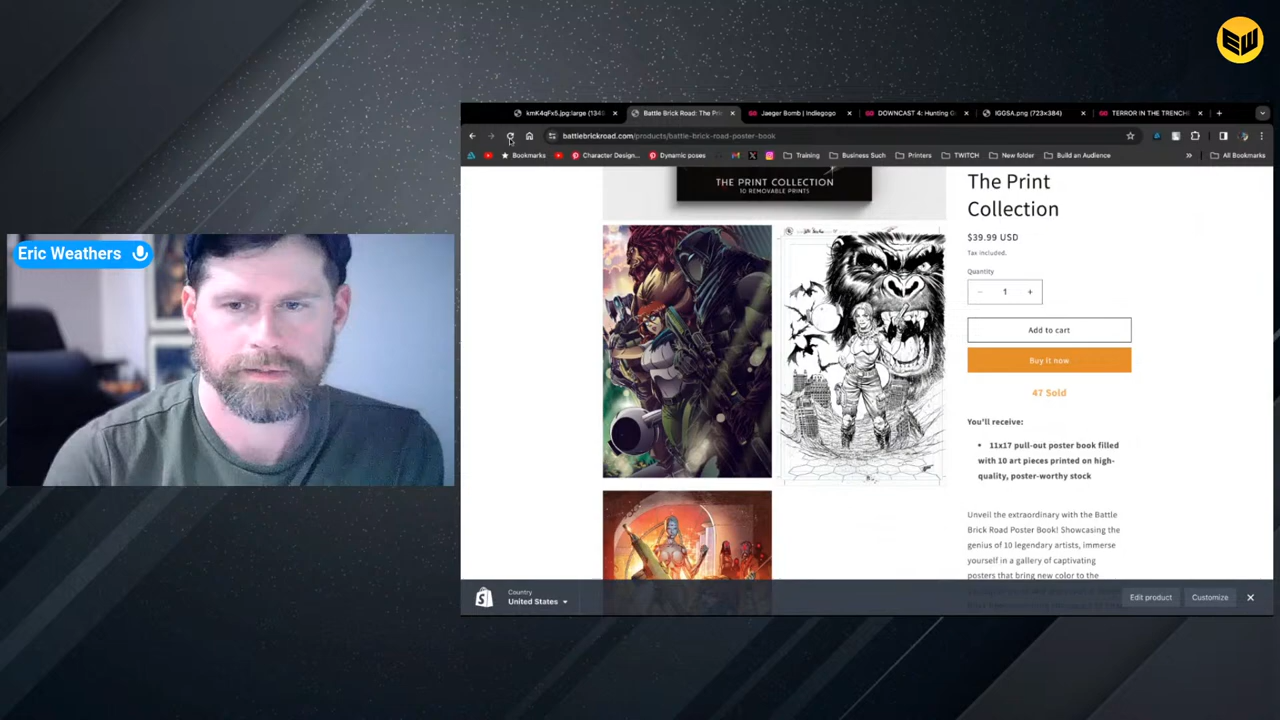 EW
kmK4qFx5.jpg:large (134
Battle Brick Road: The Pri
Jaeger Bomb | Indiegogo
DOWNCAST 4: Hunting
IGGSA.png (723×384)
TERROR IN THE TRENCHE
battlebrickroad.com/products/battle-brick-road-poster-book
Bookmarks
Character Design...
Dynamic poses
Training
Business Such
Printers
TWITCH
New folder
Build an Audience
All Bookmarks
Eric Weathers
THE PRINT COLLECTION
10 REMOVABLE PRINTS
The Print
Collection
$39.99 USD
Tax included.
Quantity
− 1 +
Add to cart
Buy it now
47 Sold
You'll receive:
• 11x17 pull-out poster book filled
with 10 art pieces printed on high-
quality, poster-worthy stock
Unveil the extraordinary with the Battle
Brick Road Poster Book! Showcasing the
genius of 10 legendary artists, immerse
yourself in a gallery of captivating
posters that bring new color to the
Country
United States
Edit product
Customize